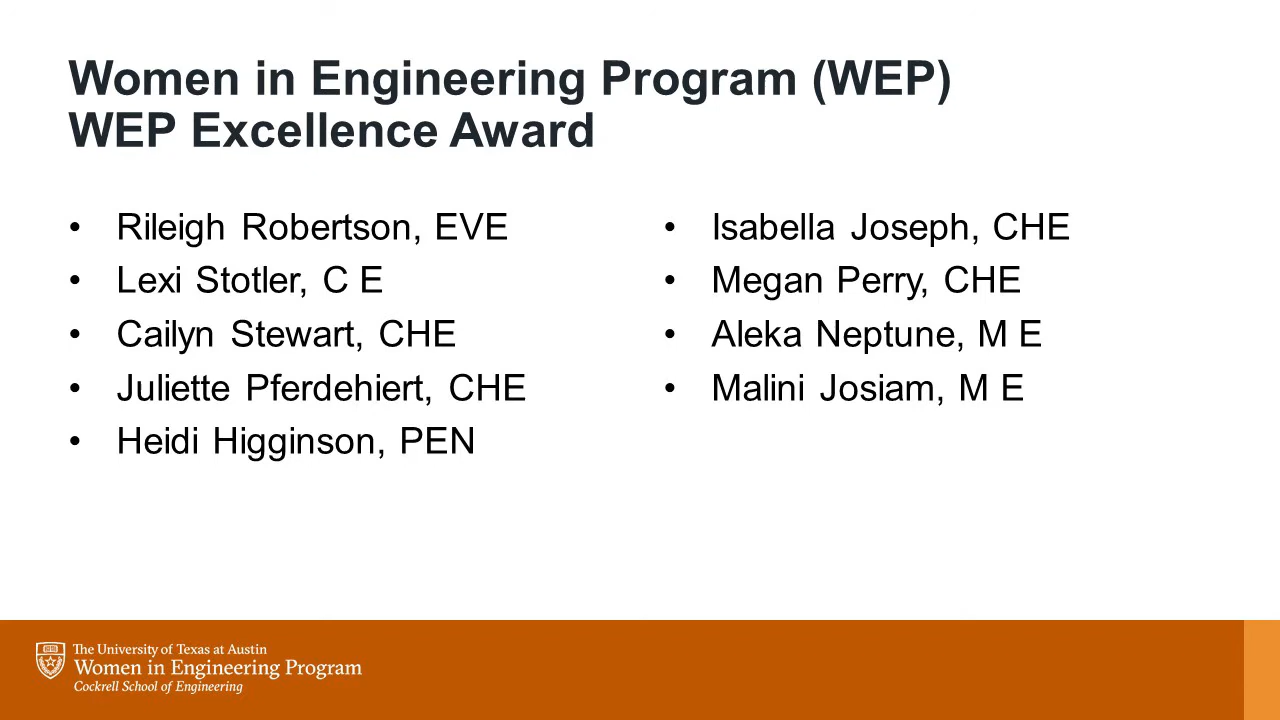 Women in Engineering Program (WEP)
WEP Excellence Award
• Rileigh Robertson, EVE
• Lexi Stotler, C E
• Cailyn Stewart, CHE
• Juliette Pferdehiert, CHE
• Heidi Higginson, PEN
• Isabella Joseph, CHE
• Megan Perry, CHE
• Aleka Neptune, M E
• Malini Josiam, M E
The University of Texas at Austin
Women in Engineering Program
Cockrell School of Engineering